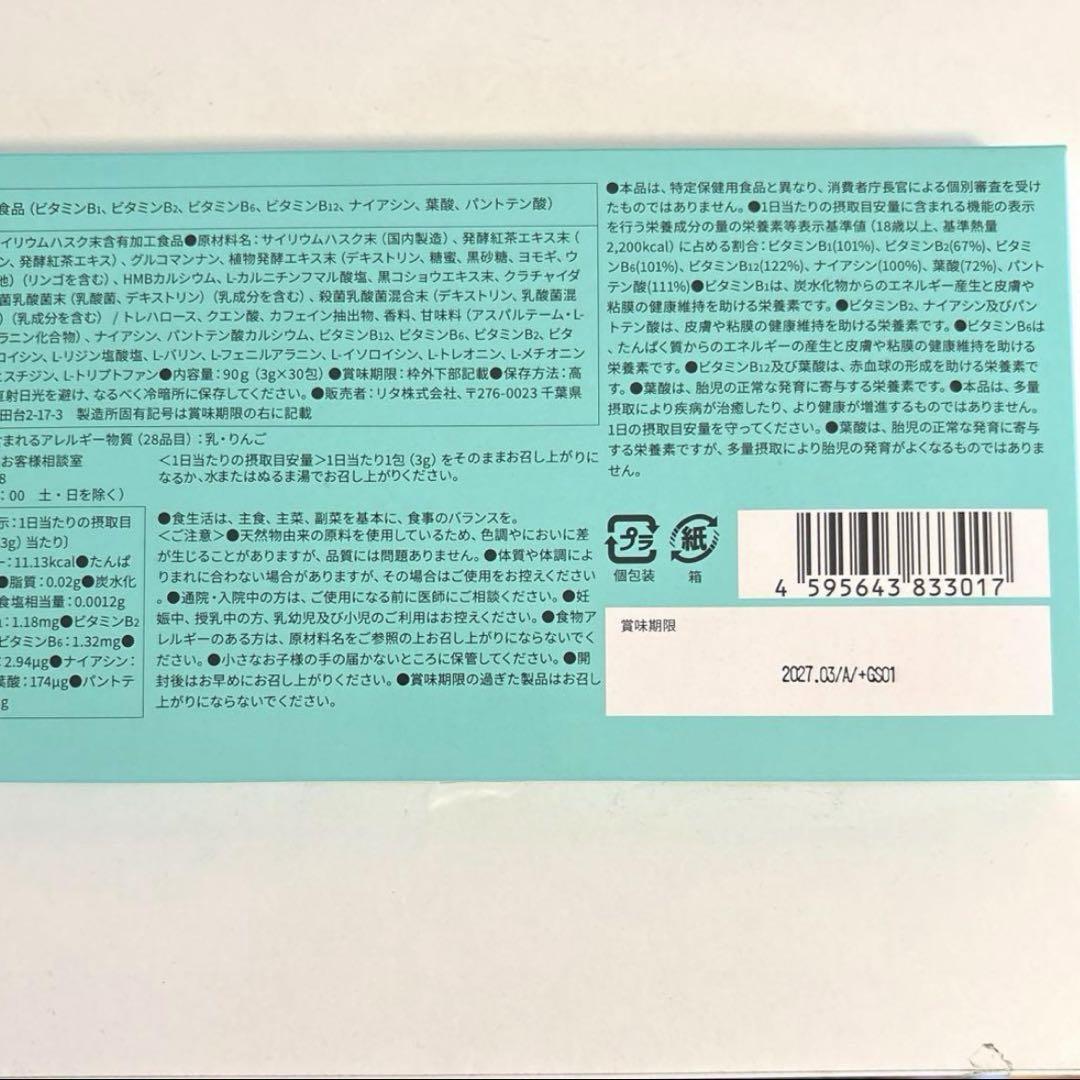 食品（ビタミンB1、ビタミンB2、ビタミンB6、ビタミンB12、ナイアシン、葉酸、パントテン酸）
イリウムハスク末含有加工食品●原材料名：サイリウムハスク末（国内製造）、発酵紅茶エキス末（
ン、発酵紅茶エキス）、グルコマンナン、植物発酵エキス末（デキストリン、糖蜜、黒砂糖、ヨモギ、ウ
他）（リンゴを含む）、HMBカルシウム、L-カルニチンフマル酸塩、黒コショウエキス末、クラチャイダ
菌乳酸菌末（乳酸菌、デキストリン）（乳成分を含む）、殺菌乳酸菌混合末（デキストリン、乳酸菌混
）（乳成分を含む） / トレハロース、クエン酸、カフェイン抽出物、香料、甘味料（アスパルテーム・L-
ラニン化合物）、ナイアシン、パントテン酸カルシウム、ビタミンB12、ビタミンB6、ビタミンB2、ビタ
ロイシン、L-リジン塩酸塩、L-バリン、L-フェニルアラニン、L-イソロイシン、L-トレオニン、L-メチオニン
ヒスチジン、L-トリプトファン●内容量：90g（3g×30包）●賞味期限：枠外下部記載●保存方法：高
直射日光を避け、なるべく冷暗所に保存してください。●販売者：リタ株式会社、〒276-0023 千葉県
田台2-17-3 製造所固有記号は賞味期限の右に記載
含まれるアレルギー物質（28品目）：乳・りんご
お客様相談室
8
：00 土・日を除く）
＜1日当たりの摂取目安量＞1日当たり1包（3g）をそのままお召し上がりに
なるか、水またはぬるま湯でお召し上がりください。
示：1日当たりの摂取目
3g）当たり〕
ー：11.13kcal●たんぱ
●脂質：0.02g●炭水化
食塩相当量：0.0012g
1：1.18mg●ビタミンB2
ビタミンB6：1.32mg●
：2.94μg●ナイアシン：
葉酸：174μg●パントテ
g
●食生活は、主食、主菜、副菜を基本に、食事のバランスを。
＜ご注意＞●天然物由来の原料を使用しているため、色調やにおいに差
が生じることがありますが、品質には問題ありません。●体質や体調によ
りまれに合わない場合がありますが、その場合はご使用をお控えください
。●通院・入院中の方は、ご使用になる前に医師にご相談ください。●妊
娠中、授乳中の方、乳幼児及び小児のご利用はお控えください。●食物ア
レルギーのある方は、原材料名をご参照の上お召し上がりにならないでく
ださい。●小さなお子様の手の届かないところに保管してください。●開
封後はお早めにお召し上がりください。●賞味期限の過ぎた製品はお召し
上がりにならないでください。
●本品は、特定保健用食品と異なり、消費者庁長官による個別審査を受け
たものではありません。●1日当たりの摂取目安量に含まれる機能の表示
を行う栄養成分の量の栄養素等表示基準値（18歳以上、基準熱量
2,200kcal）に占める割合：ビタミンB1(101%)、ビタミンB2(67%)、ビタミ
ンB6(101%)、ビタミンB12(122%)、ナイアシン(100%)、葉酸(72%)、パント
テン酸(111%)●ビタミンB1は、炭水化物からのエネルギー産生と皮膚や
粘膜の健康維持を助ける栄養素です。●ビタミンB2、ナイアシン及びパン
トテン酸は、皮膚や粘膜の健康維持を助ける栄養素です。●ビタミンB6は
、たんぱく質からのエネルギーの産生と皮膚や粘膜の健康維持を助ける
栄養素です。●ビタミンB12及び葉酸は、赤血球の形成を助ける栄養素で
す。●葉酸は、胎児の正常な発育に寄与する栄養素です。●本品は、多量
摂取により疾病が治癒したり、より健康が増進するものではありません。
1日の摂取目安量を守ってください。●葉酸は、胎児の正常な発育に寄与
する栄養素ですが、多量摂取により胎児の発育がよくなるものではありま
せん。
プラ
個包装
紙
箱
4 595643 833017
賞味期限
2027.03/A/+GS01